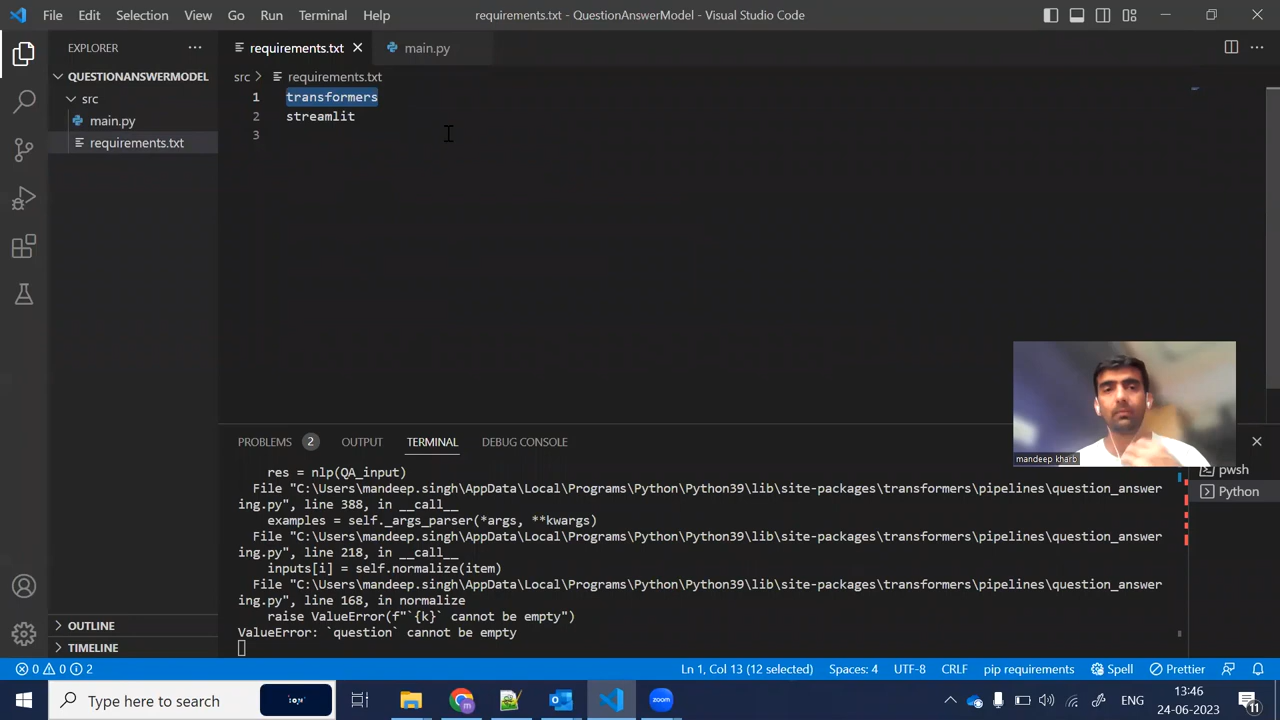 File Edit Selection View Go Run Terminal Help
requirements.txt - QuestionAnswerModel - Visual Studio Code
EXPLORER
QUESTIONANSWERMODEL
src
main.py
requirements.txt
OUTLINE
TIMELINE
requirements.txt main.py
src requirements.txt
1 transformers
2 streamlit
3
mandeep kharb
PROBLEMS 2 OUTPUT TERMINAL DEBUG CONSOLE
res = nlp(QA_input)
File "C:\Users\mandeep.singh\AppData\Local\Programs\Python\Python39\lib\site-packages\transformers\pipelines\question_answer
ing.py", line 388, in __call__
examples = self._args_parser(*args, **kwargs)
File "C:\Users\mandeep.singh\AppData\Local\Programs\Python\Python39\lib\site-packages\transformers\pipelines\question_answer
ing.py", line 218, in __call__
inputs[i] = self.normalize(item)
File "C:\Users\mandeep.singh\AppData\Local\Programs\Python\Python39\lib\site-packages\transformers\pipelines\question_answer
ing.py", line 168, in normalize
raise ValueError(f"`{k}` cannot be empty")
ValueError: `question` cannot be empty
pwsh
Python
0 0 2
Ln 1, Col 13 (12 selected) Spaces: 4 UTF-8 CRLF pip requirements Spell Prettier
Type here to search
zoom
ENG
13:46
24-06-2023
11